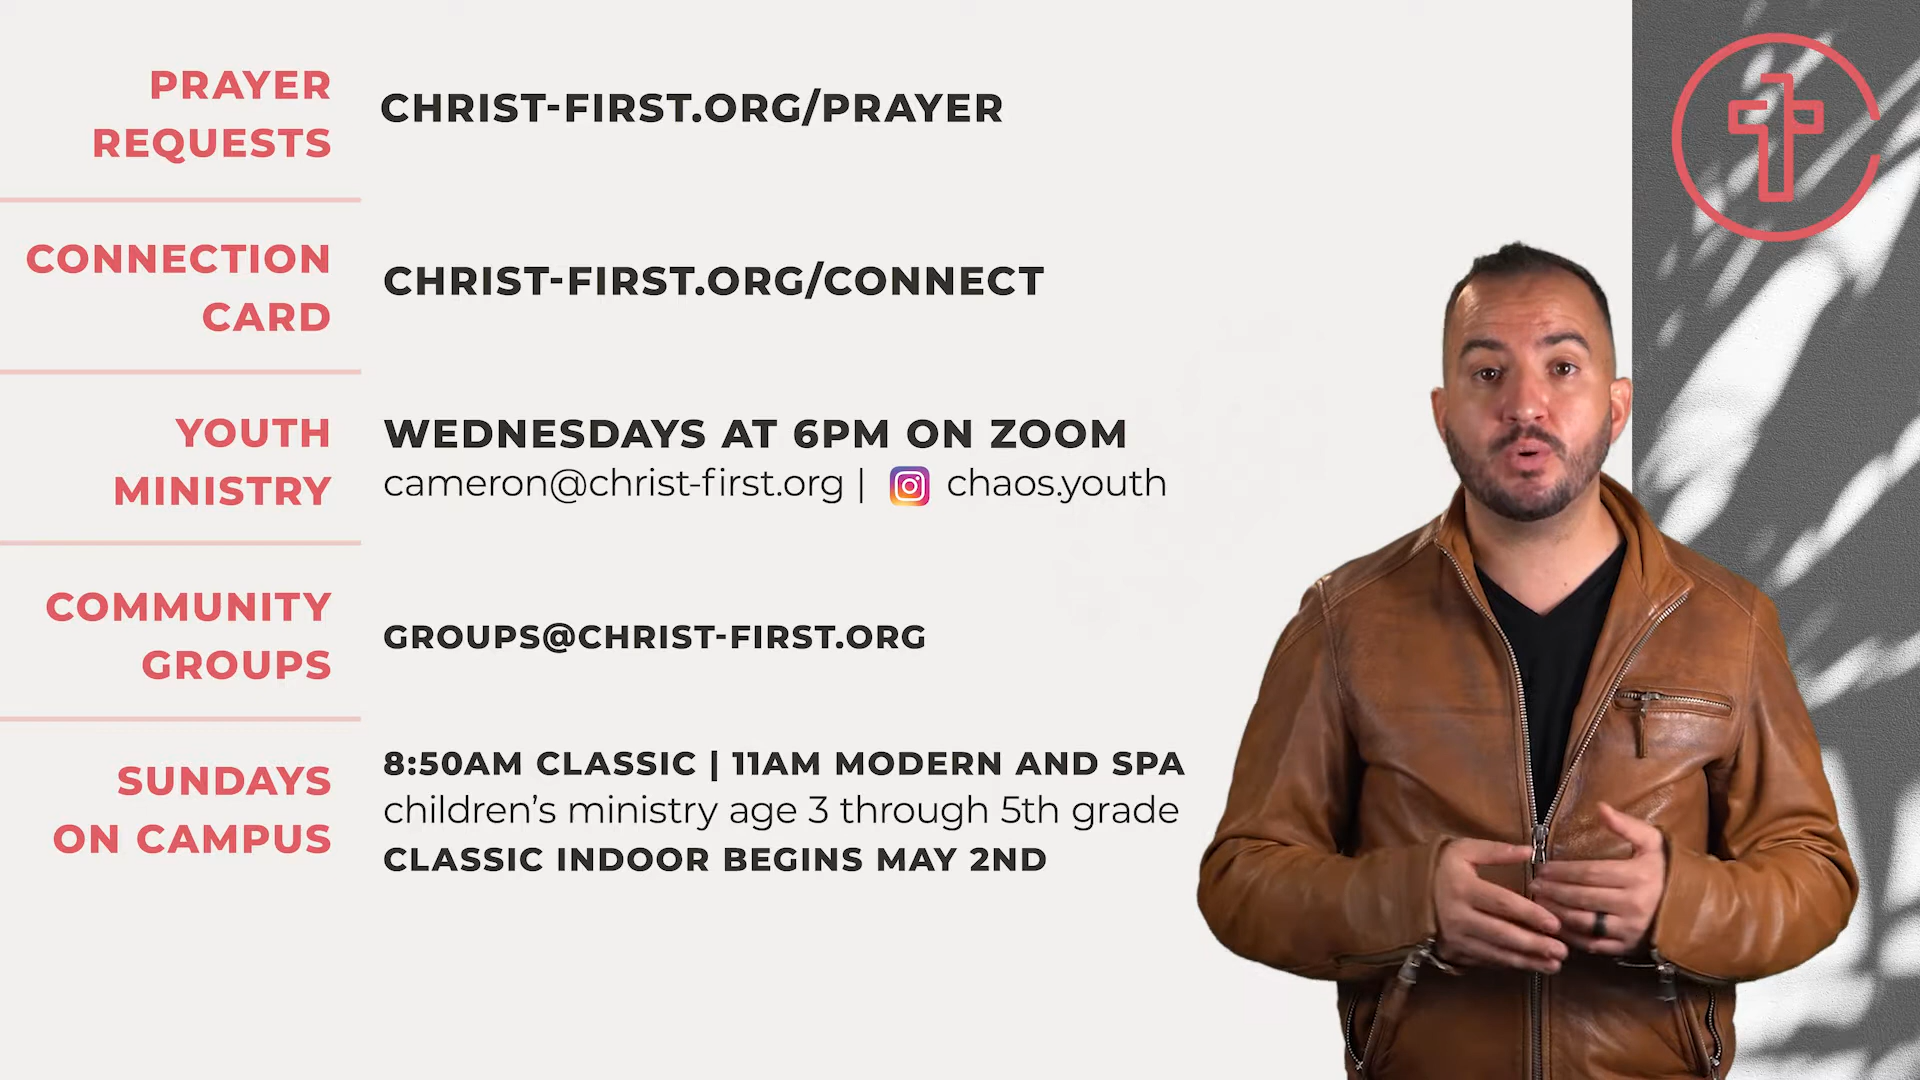 PRAYER
REQUESTS
CHRIST-FIRST.ORG/PRAYER
CONNECTION
CARD
CHRIST-FIRST.ORG/CONNECT
YOUTH
MINISTRY
WEDNESDAYS AT 6PM ON ZOOM
cameron@christ-first.org | chaos.youth
COMMUNITY
GROUPS
GROUPS@CHRIST-FIRST.ORG
SUNDAYS
ON CAMPUS
8:50AM CLASSIC | 11AM MODERN AND SPA
children's ministry age 3 through 5th grade
CLASSIC INDOOR BEGINS MAY 2ND